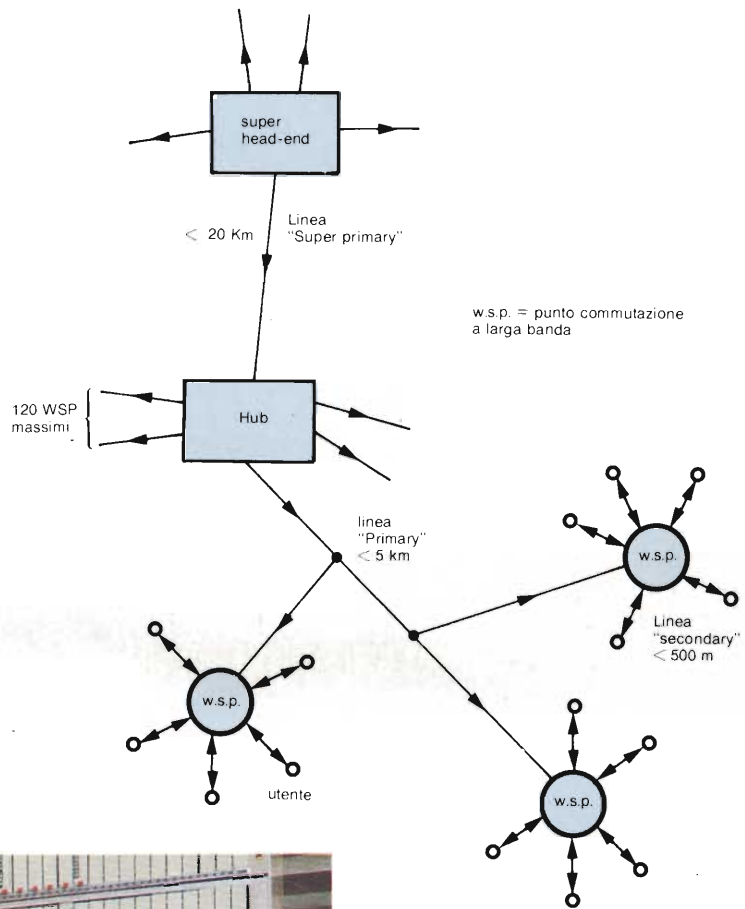 super
head-end
< 20 Km
Linea
"Super primary"
w.s.p. = punto commutazione
a larga banda
120 WSP
massimi
Hub
linea
"Primary"
< 5 km
w.s.p.
Linea
"secondary"
< 500 m
w.s.p.
utente
w.s.p.